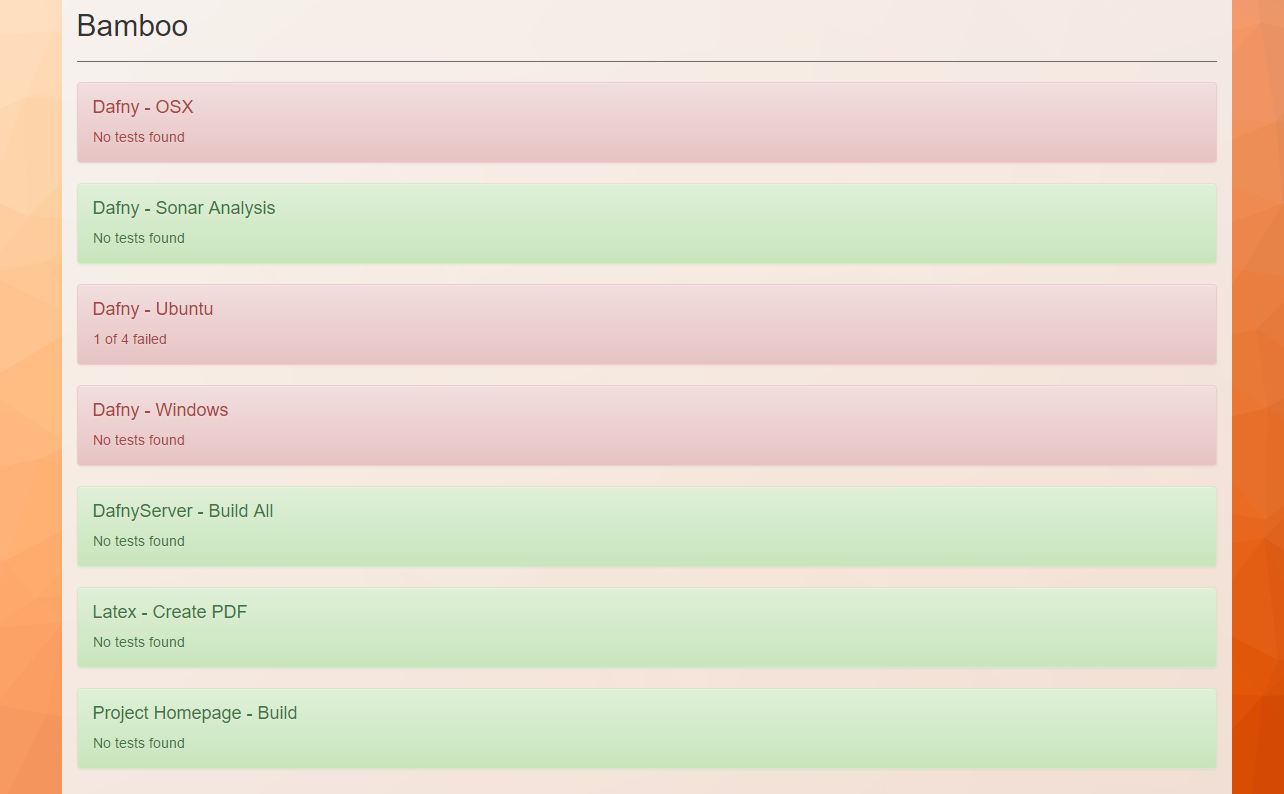 Bamboo
Dafny - OSX
No tests found
Dafny - Sonar Analysis
No tests found
Dafny - Ubuntu
1 of 4 failed
Dafny - Windows
No tests found
DafnyServer - Build All
No tests found
Latex - Create PDF
No tests found
Project Homepage - Build
No tests found